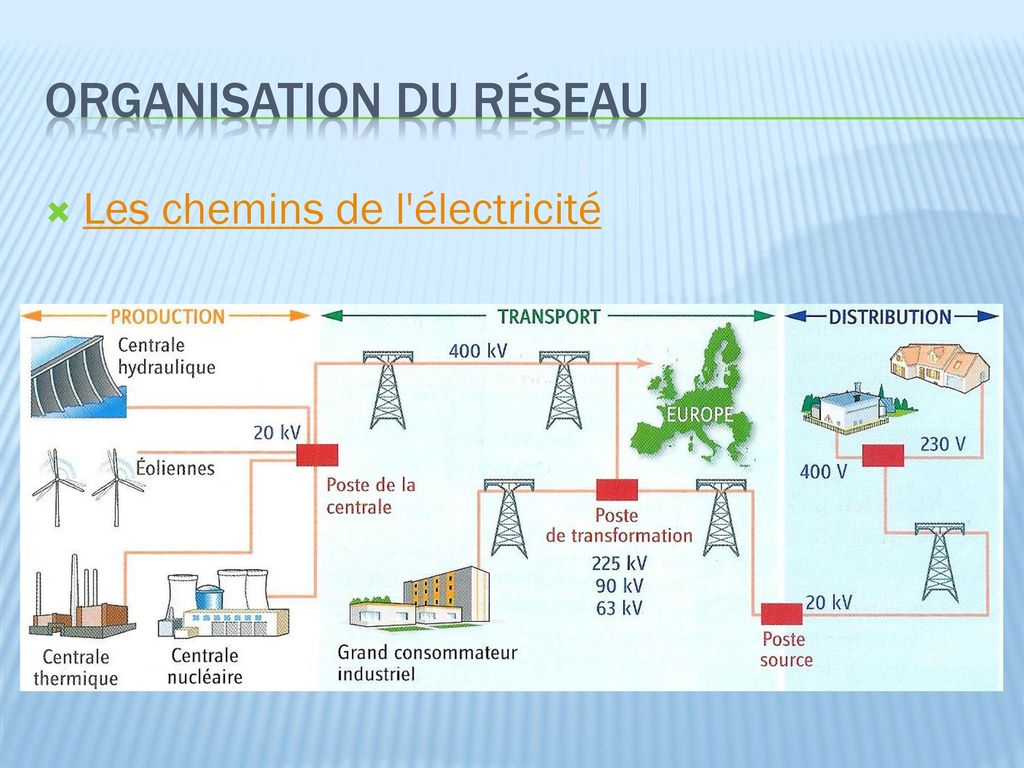 ORGANISATION DU RÉSEAU
Les chemins de l'électricité
PRODUCTION
TRANSPORT
DISTRIBUTION
Centrale
hydraulique
20 kV
Éoliennes
Centrale
thermique
Centrale
nucléaire
Poste de la
centrale
400 kV
EUROPE
Poste
de transformation
225 kV
90 kV
63 kV
Grand consommateur
industriel
Poste
source
20 kV
400 V
230 V